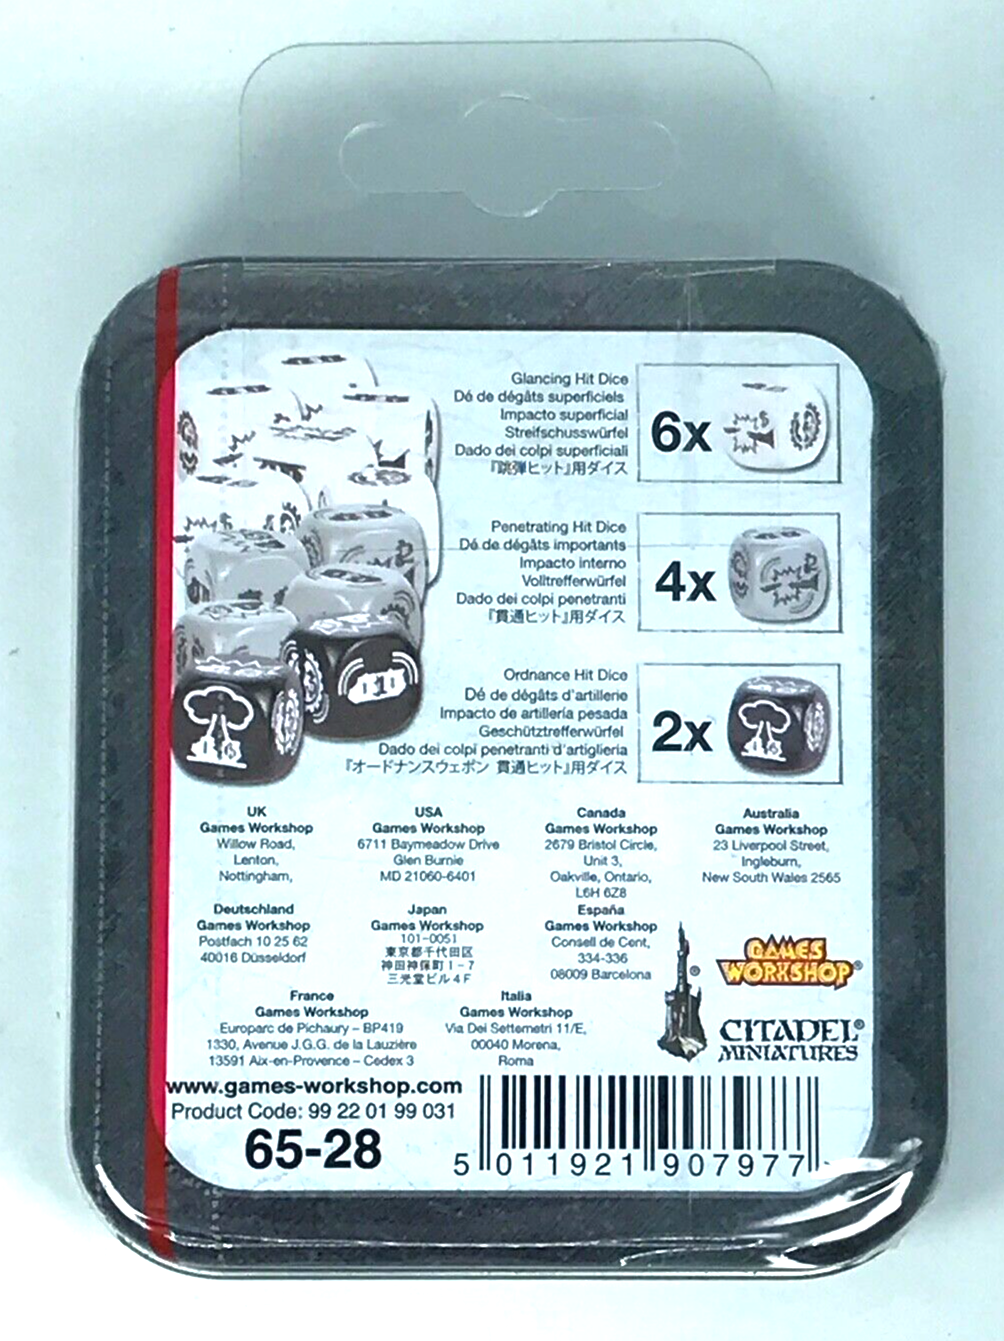 Glancing Hit Dice
Dé de dégâts superficiels
Impacto superficial
Streifschusswürfel
Dado dei colpi superficiali
『跳弾ヒット』用ダイス
6x
Penetrating Hit Dice
Dé de dégâts importants
Impacto interno
Volltrefferwürfel
Dado dei colpi penetranti
『貫通ヒット』用ダイス
4x
Ordnance Hit Dice
Dé de dégâts d'artillerie
Impacto de artillería pesada
Geschütztrefferwürfel
Dado dei colpi penetranti d'artiglieria
『オードナンスウェポン 貫通ヒット』用ダイス
2x
UK
Games Workshop
Willow Road,
Lenton,
Nottingham,
USA
Games Workshop
6711 Baymeadow Drive
Glen Burnie
MD 21060-6401
Canada
Games Workshop
2679 Bristol Circle,
Unit 3,
Oakville, Ontario,
L6H 6Z8
Australia
Games Workshop
23 Liverpool Street,
Ingleburn,
New South Wales 2565
Deutschland
Games Workshop
Postfach 10 25 62
40016 Düsseldorf
Japan
Games Workshop
101-0051
東京都千代田区
神田神保町1-7
三光堂ビル4F
España
Games Workshop
Consell de Cent,
334-336
08009 Barcelona
GAMES
WORKSHOP®
France
Games Workshop
Europarc de Pichaury – BP419
1330, Avenue J.G.G. de la Lauzière
13591 Aix-en-Provence – Cedex 3
Italia
Games Workshop
Via Dei Settemetri 11/E,
00040 Morena,
Roma
®
CITADEL®
MINIATURES
www.games-workshop.com
Product Code: 99 22 01 99 031
65-28
5 011921 907977